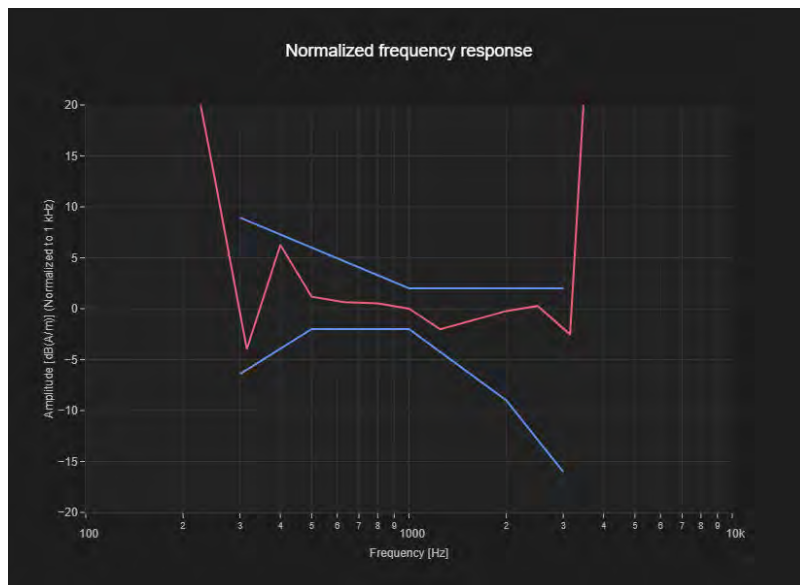 Normalized frequency response
Amplitude [dB(A/m)] (Normalized to 1 kHz)
20
15
10
5
0
−5
−10
−15
−20
100 2 3 4 5 6 7 8 9 1000 2 3 4 5 6 7 8 9 10k
Frequency [Hz]